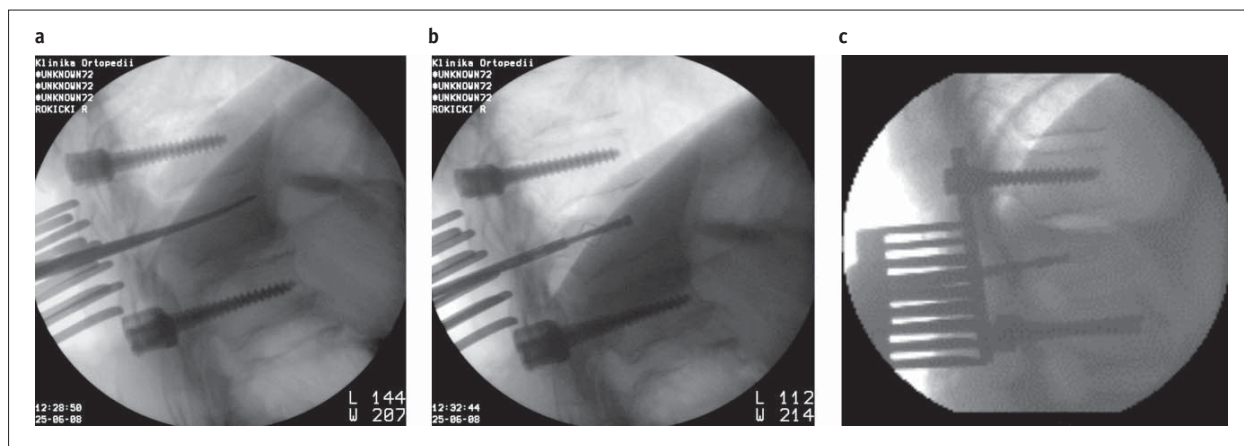 a
Klinika Ortopedii
*UNKNOWN72
*UNKNOWN72
*UNKNOWN72
ROKICKI R
12:28:50
25-06-08
L 144
W 207
b
Klinika Ortopedii
*UNKNOWN72
*UNKNOWN72
*UNKNOWN72
ROKICKI R
12:32:44
25-06-08
L 112
W 214
c